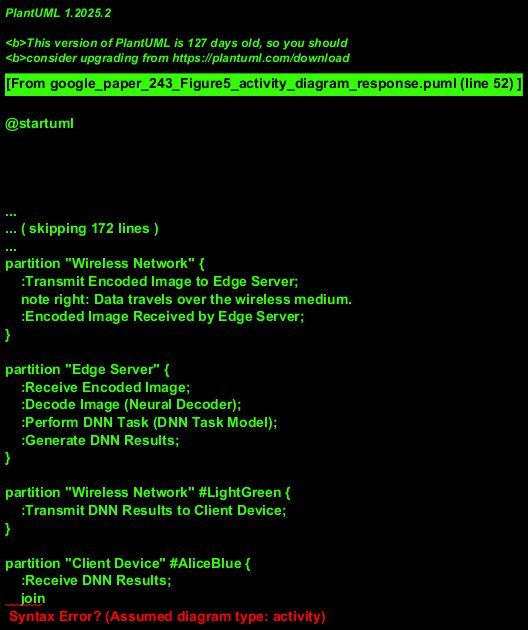 PlantUML 1.2025.2
<b>This version of PlantUML is 127 days old, so you should
<b>consider upgrading from https://plantuml.com/download
[From google_paper_243_Figure5_activity_diagram_response.puml (line 52) ]
@startuml
...
... ( skipping 172 lines )
...
partition "Wireless Network" {
:Transmit Encoded Image to Edge Server;
note right: Data travels over the wireless medium.
:Encoded Image Received by Edge Server;
}
partition "Edge Server" {
:Receive Encoded Image;
:Decode Image (Neural Decoder);
:Perform DNN Task (DNN Task Model);
:Generate DNN Results;
}
partition "Wireless Network" #LightGreen {
:Transmit DNN Results to Client Device;
}
partition "Client Device" #AliceBlue {
:Receive DNN Results;
join
Syntax Error? (Assumed diagram type: activity)